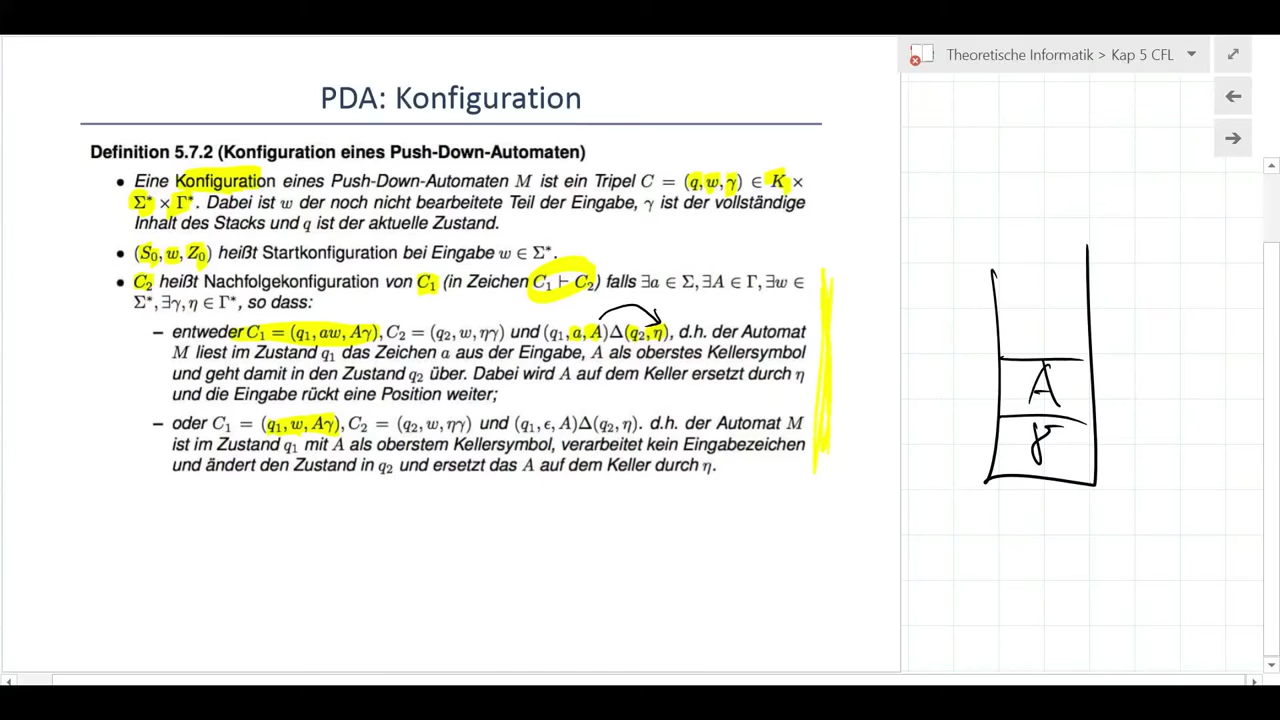 PDA: Konfiguration
Theoretische Informatik > Kap 5 CFL
Definition 5.7.2 (Konfiguration eines Push-Down-Automaten)
• Eine Konfiguration eines Push-Down-Automaten M ist ein Tripel C = (q, w, γ) ∈ K ×
Σ* × Γ*. Dabei ist w der noch nicht bearbeitete Teil der Eingabe, γ ist der vollständige
Inhalt des Stacks und q ist der aktuelle Zustand.
• (S₀, w, Z₀) heißt Startkonfiguration bei Eingabe w ∈ Σ*.
• C₂ heißt Nachfolgekonfiguration von C₁ (in Zeichen C₁ ⊢ C₂) falls ∃a ∈ Σ, ∃A ∈ Γ, ∃w ∈
Σ*, ∃γ, η ∈ Γ*, so dass:
– entweder C₁ = (q₁, aw, Aγ), C₂ = (q₂, w, ηγ) und (q₁, a, A)Δ(q₂, η), d.h. der Automat
M liest im Zustand q₁ das Zeichen a aus der Eingabe, A als oberstes Kellersymbol
und geht damit in den Zustand q₂ über. Dabei wird A auf dem Keller ersetzt durch η
und die Eingabe rückt eine Position weiter;
– oder C₁ = (q₁, w, Aγ), C₂ = (q₂, w, ηγ) und (q₁, ϵ, A)Δ(q₂, η). d.h. der Automat M
ist im Zustand q₁ mit A als oberstem Kellersymbol, verarbeitet kein Eingabezeichen
und ändert den Zustand in q₂ und ersetzt das A auf dem Keller durch η.
A
γ